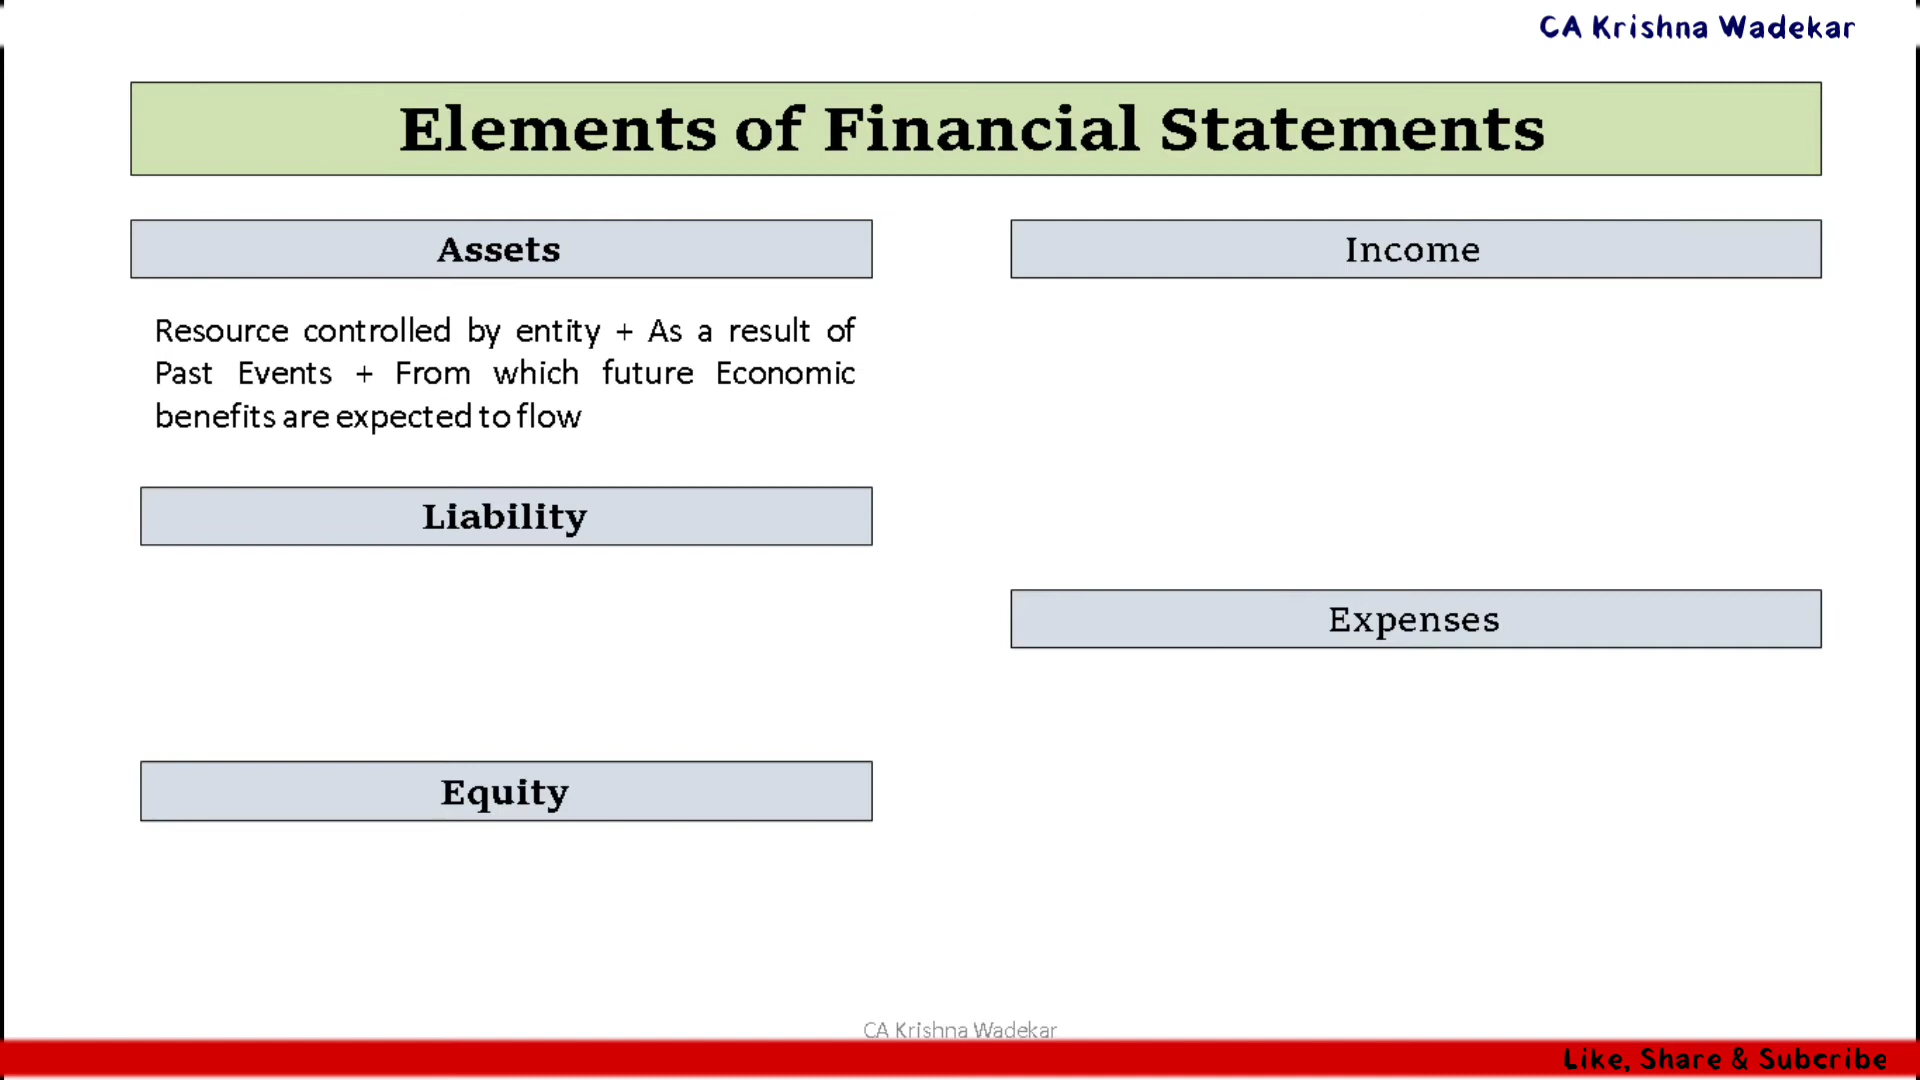 CA Krishna Wadekar
Elements of Financial Statements
Assets
Resource controlled by entity + As a result of
Past Events + From which future Economic
benefits are expected to flow
Liability
Equity
Income
Expenses
CA Krishna Wadekar
Like, Share & Subcribe